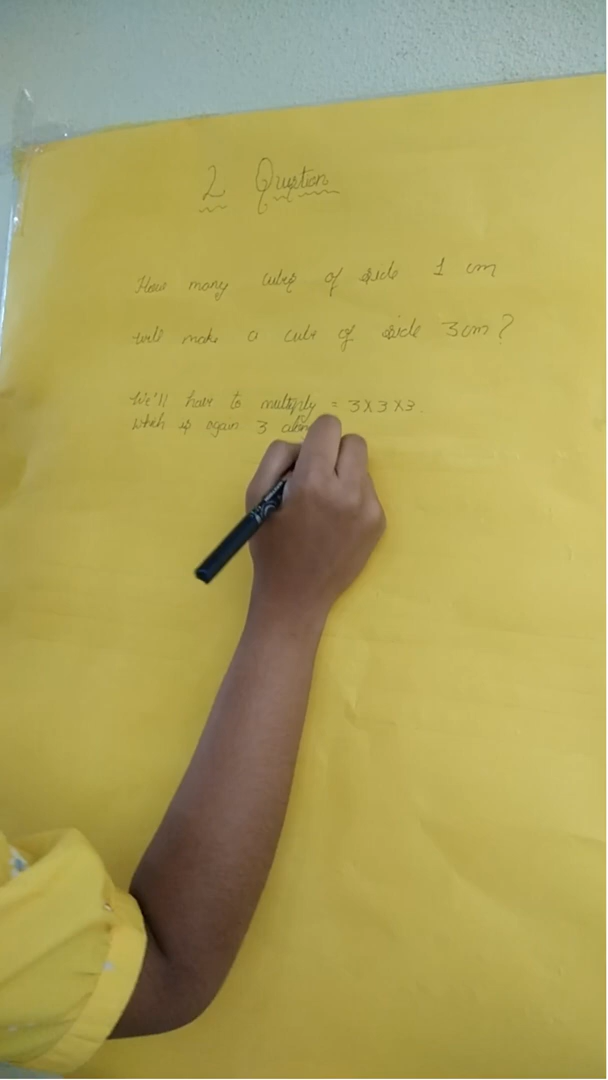 2 Question
How many cubes of side 1 cm
will make a cube of side 3cm?
We'll have to multiply = 3X3X3.
which is again 3